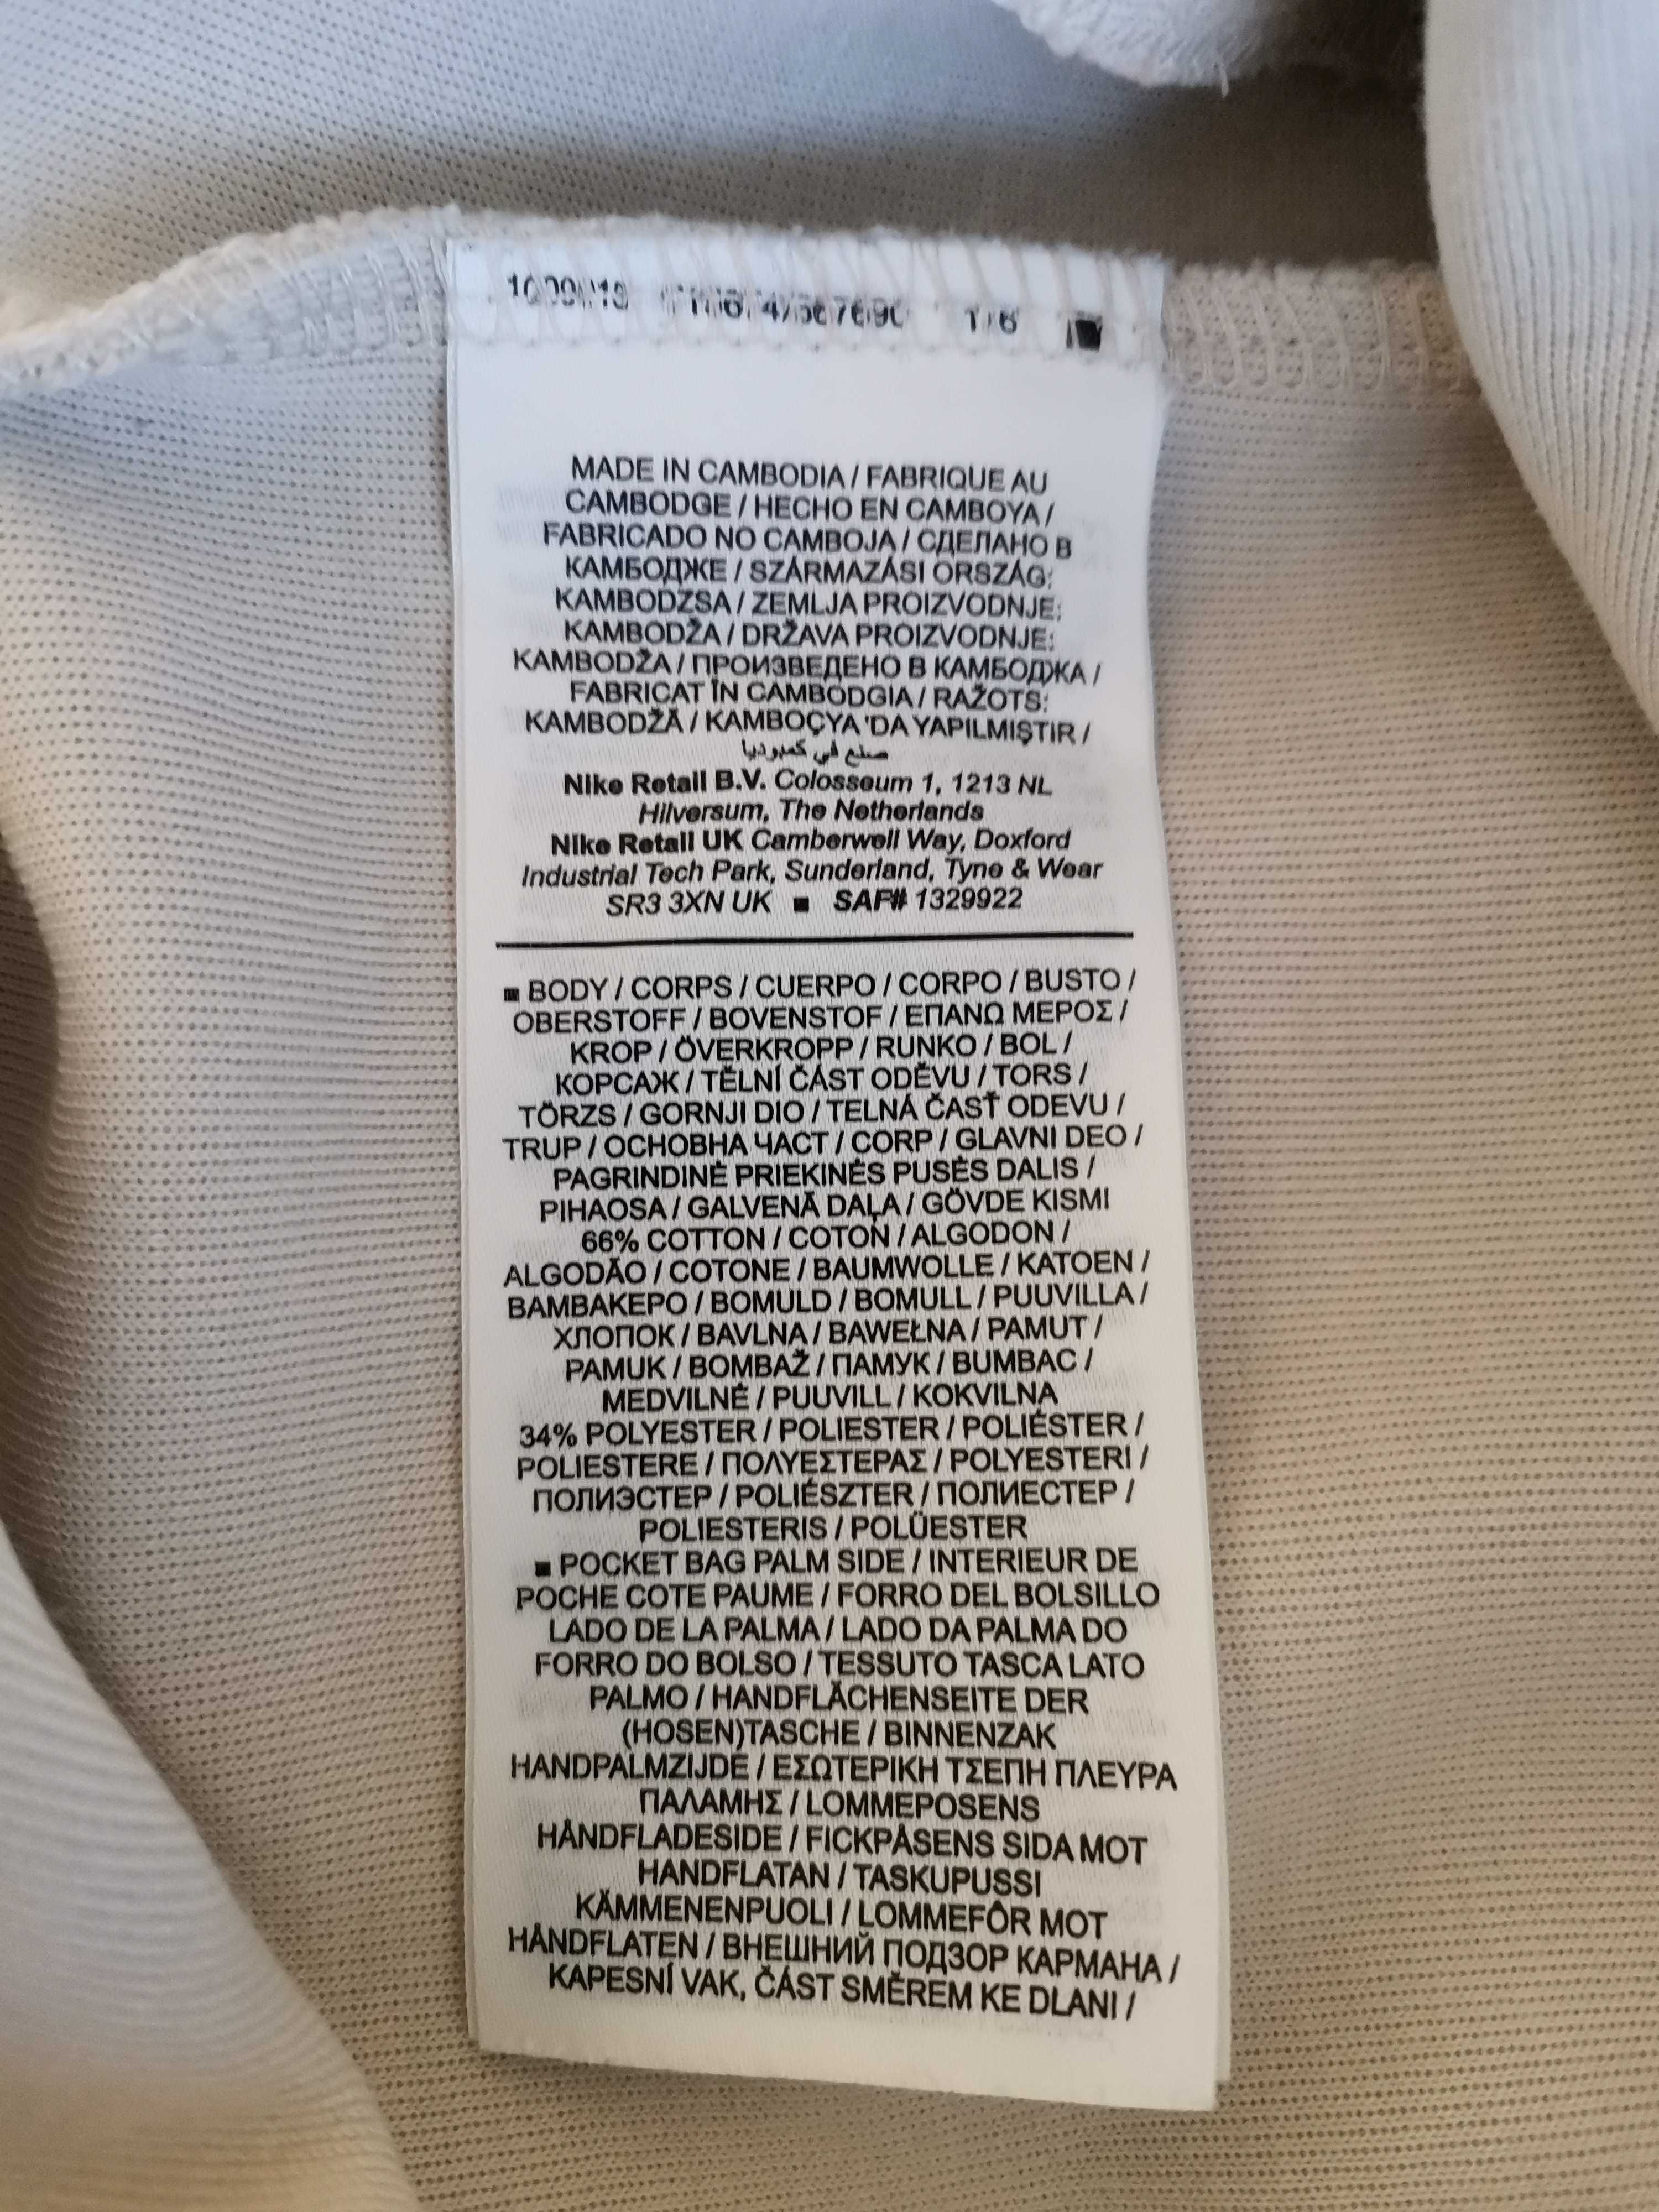 MADE IN CAMBODIA / FABRIQUE AU
CAMBODGE / HECHO EN CAMBOYA /
FABRICADO NO CAMBOJA / СДЕЛАНО В
КАМБОДЖЕ / SZÁRMAZÁSI ORSZÁG:
KAMBODZSA / ZEMLJA PROIZVODNJE:
KAMBODŽA / DRŽAVA PROIZVODNJE:
KAMBODŽA / ПРОИЗВЕДЕНО В КАМБОДЖА /
FABRICAT ÎN CAMBODGIA / RAŽOTS:
KAMBODŽĀ / KAMBOÇYA 'DA YAPILMIŞTIR /
صنع في كمبوديا
Nike Retail B.V. Colosseum 1, 1213 NL
Hilversum, The Netherlands
Nike Retail UK Camberwell Way, Doxford
Industrial Tech Park, Sunderland, Tyne & Wear
SR3 3XN UK ■ SAF# 1329922
■ BODY / CORPS / CUERPO / CORPO / BUSTO /
OBERSTOFF / BOVENSTOF / ΕΠΑΝΩ ΜΕΡΟΣ /
KROP / ÖVERKROPP / RUNKO / BOL /
КОРСАЖ / TĚLNÍ ČÁST ODĚVU / TORS /
TÖRZS / GORNJI DIO / TELNÁ ČASŤ ODEVU /
TRUP / ОСНОВНА ЧАСТ / CORP / GLAVNI DEO /
PAGRINDINĖ PRIEKINĖS PUSĖS DALIS /
PIHAOSA / GALVENĀ DAĻA / GÖVDE KISMI
66% COTTON / COTON / ALGODON /
ALGODÃO / COTONE / BAUMWOLLE / KATOEN /
ΒΑΜΒΑΚΕΡΟ / BOMULD / BOMULL / PUUVILLA /
ХЛОПОК / BAVLNA / BAWEŁNA / PAMUT /
PAMUK / BOMBAŽ / ПАМУК / BUMBAC /
MEDVILNĖ / PUUVILL / KOKVILNA
34% POLYESTER / POLIESTER / POLIÉSTER /
POLIESTERE / ΠΟΛΥΕΣΤΕΡΑΣ / POLYESTERI /
ПОЛИЭСТЕР / POLIÉSZTER / ПОЛИЕСТЕР /
POLIESTERIS / POLÜESTER
■ POCKET BAG PALM SIDE / INTERIEUR DE
POCHE COTE PAUME / FORRO DEL BOLSILLO
LADO DE LA PALMA / LADO DA PALMA DO
FORRO DO BOLSO / TESSUTO TASCA LATO
PALMO / HANDFLÄCHENSEITE DER
(HOSEN)TASCHE / BINNENZAK
HANDPALMZIJDE / ΕΣΩΤΕΡΙΚΗ ΤΣΕΠΗ ΠΛΕΥΡΑ
ΠΑΛΑΜΗΣ / LOMMEPOSENS
HÅNDFLADESIDE / FICKPÅSENS SIDA MOT
HANDFLATAN / TASKUPUSSI
KÄMMENENPUOLI / LOMMEFÔR MOT
HÅNDFLATEN / ВНЕШНИЙ ПОДЗОР КАРМАНА /
KAPESNÍ VAK, ČÁST SMĚREM KE DLANI /